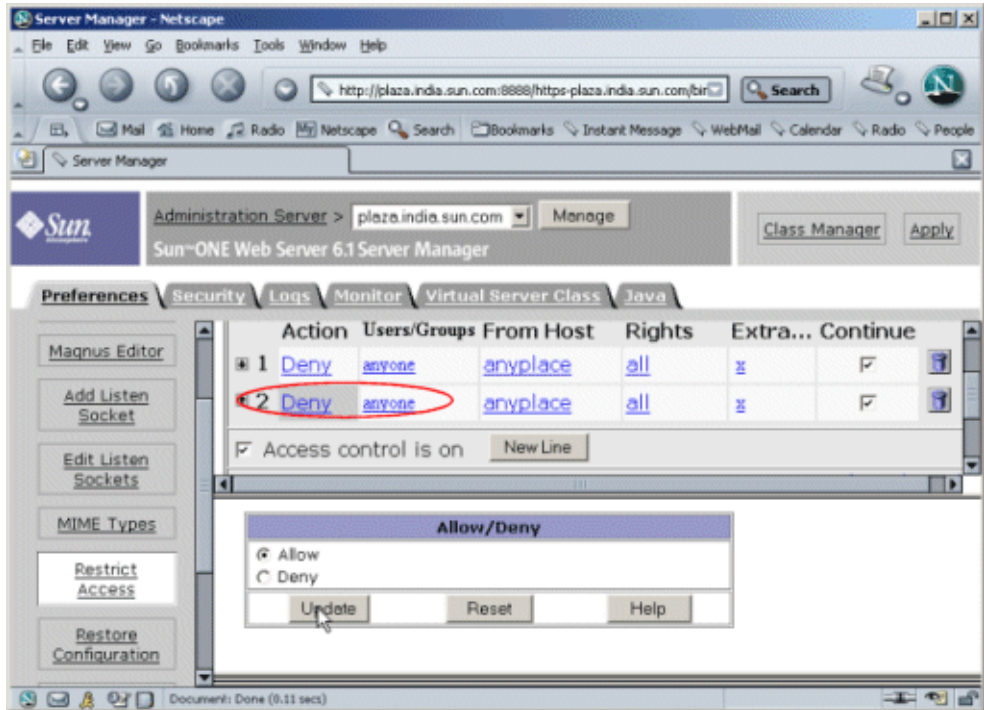 Server Manager - Netscape
File Edit View Go Bookmarks Tools Window Help
http://plaza.india.sun.com:8888/https-plaza.india.sun.com/bin
Search
Mail Home Radio My Netscape Search Bookmarks Instant Message WebMail Calendar Radio People
Server Manager
Sun
microsystems
Administration Server > plaza.india.sun.com Manage
Sun ONE Web Server 6.1 Server Manager
Class Manager Apply
Preferences Security Logs Monitor Virtual Server Class Java
Magnus Editor
Add Listen
Socket
Edit Listen
Sockets
MIME Types
Restrict
Access
Restore
Configuration
Action Users/Groups From Host Rights Extra... Continue
1 Deny anyone anyplace all x
2 Deny anyone anyplace all x
Access control is on New Line
Allow/Deny
Allow
Deny
Update Reset Help
Document: Done (0.11 secs)